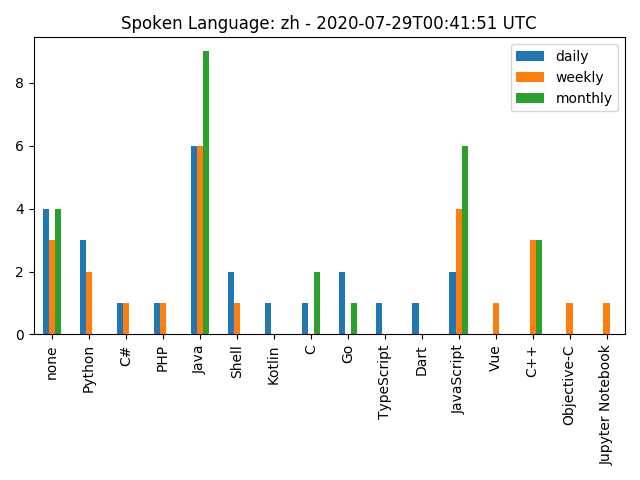 Spoken Language: zh - 2020-07-29T00:41:51 UTC
daily
weekly
monthly
8
6
4
2
0
none
Python
C#
PHP
Java
Shell
Kotlin
C
Go
TypeScript
Dart
JavaScript
Vue
C++
Objective-C
Jupyter Notebook